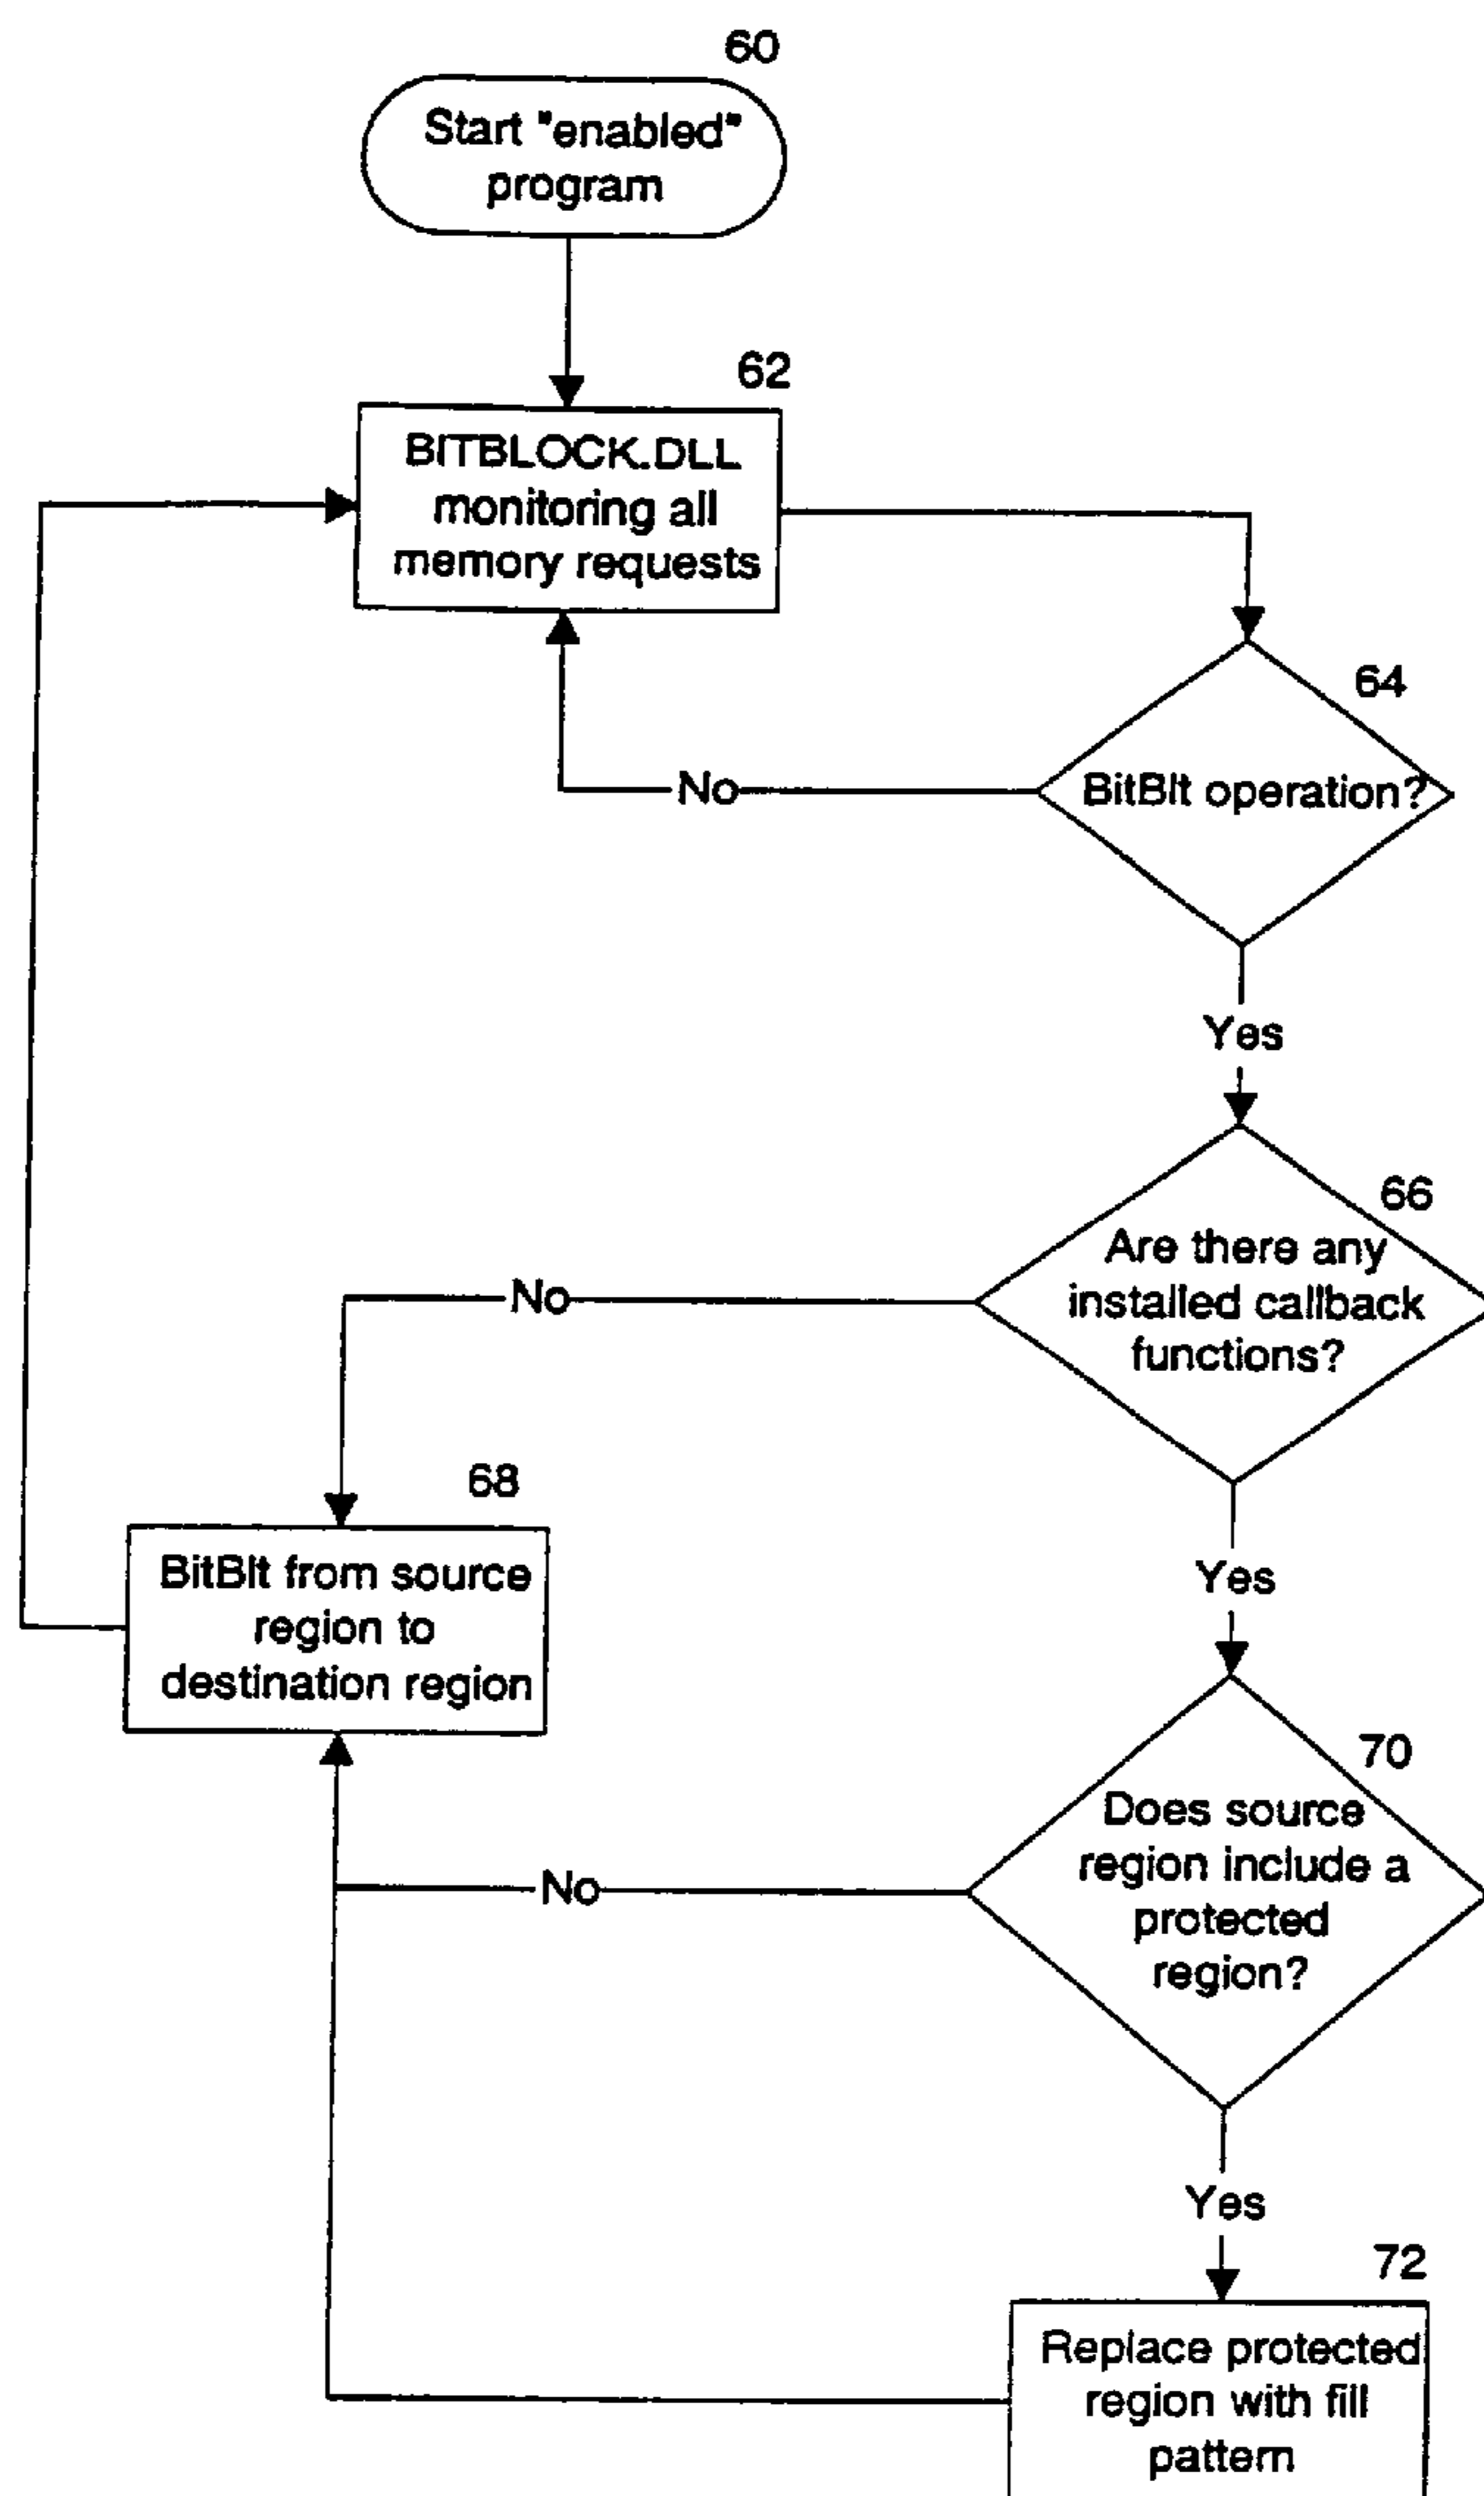 60
Start "enabled"
program
62
BITBLOCK.DLL
monitoring all
memory requests
64
BitBlt operation?
No
Yes
66
Are there any
installed callback
functions?
No
68
Yes
BitBlt from source
region to
destination region
70
Does source
region include a
protected
region?
No
Yes
72
Replace protected
region with fill
pattern